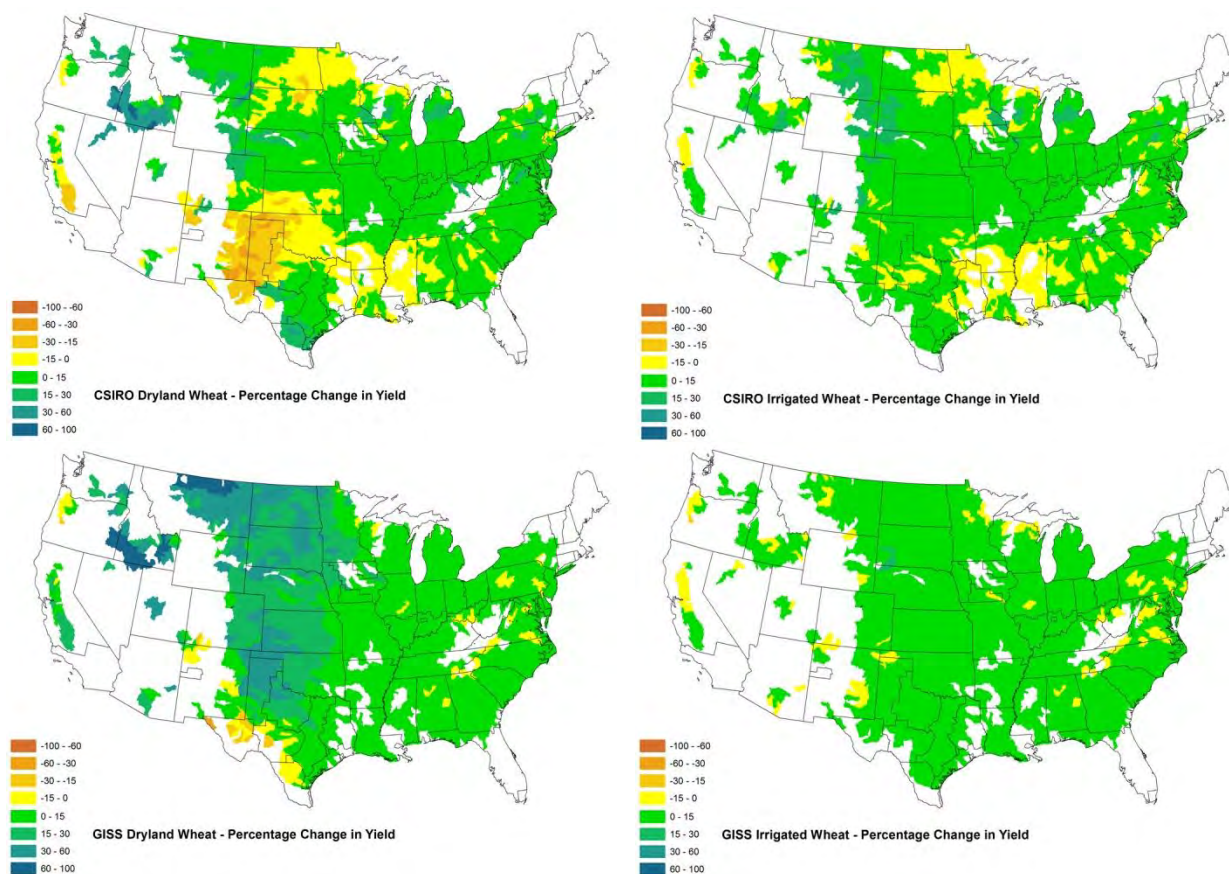 -100 - -60
-60 - -30
-30 - -15
-15 - 0
0 - 15
15 - 30
30 - 60
60 - 100
CSIRO Dryland Wheat - Percentage Change in Yield
-100 - -60
-60 - -30
-30 - -15
-15 - 0
0 - 15
15 - 30
30 - 60
60 - 100
CSIRO Irrigated Wheat - Percentage Change in Yield
-100 - -60
-60 - -30
-30 - -15
-15 - 0
0 - 15
15 - 30
30 - 60
60 - 100
GISS Dryland Wheat - Percentage Change in Yield
-100 - -60
-60 - -30
-30 - -15
-15 - 0
0 - 15
15 - 30
30 - 60
60 - 100
GISS Irrigated Wheat - Percentage Change in Yield